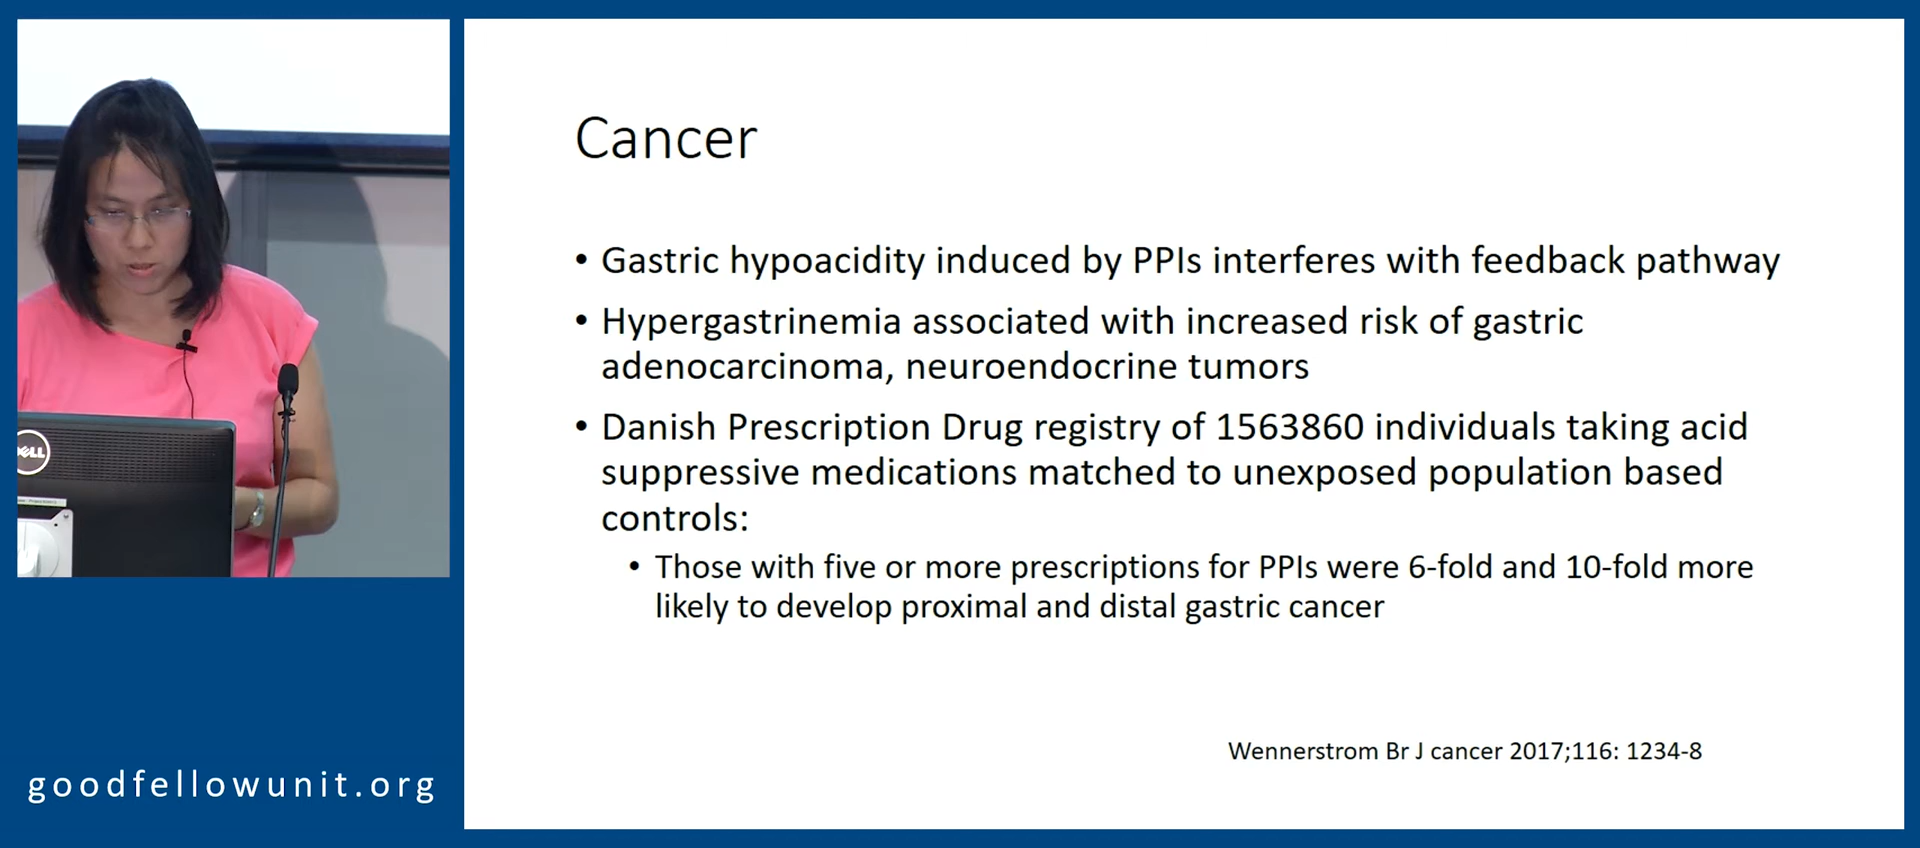 Cancer
• Gastric hypoacidity induced by PPIs interferes with feedback pathway
• Hypergastrinemia associated with increased risk of gastric
adenocarcinoma, neuroendocrine tumors
• Danish Prescription Drug registry of 1563860 individuals taking acid
suppressive medications matched to unexposed population based
controls:
• Those with five or more prescriptions for PPIs were 6-fold and 10-fold more
likely to develop proximal and distal gastric cancer
Wennerstrom Br J cancer 2017;116: 1234-8
DELL
goodfellowunit.org